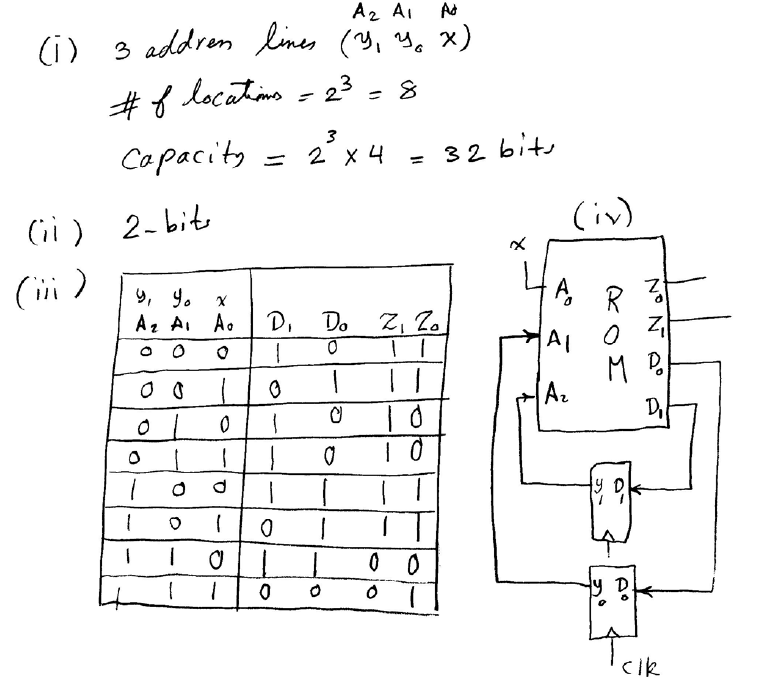 A₂ A₁ A₀
(i) 3 address lines (y₁ y₀ x)
# of locations = 2³ = 8
Capacity = 2³ x 4 = 32 bits
(ii) 2-bits
(iii)
y₁ y₀ x
A₂ A₁ A₀ D₁ D₀ Z₁ Z₀
0 0 0 1 0 1 1
0 0 1 0 1 1 1
0 1 0 1 0 1 0
0 1 1 1 0 1 0
1 0 0 1 1 1 1
1 0 1 0 1 1 1
1 1 0 1 1 0 0
1 1 1 0 0 0 1
(iv)
x
A₀ R Z₀
A₁ O Z₁
M D₀
A₂ D₁
y₁ D₁
y₀ D₀
clk